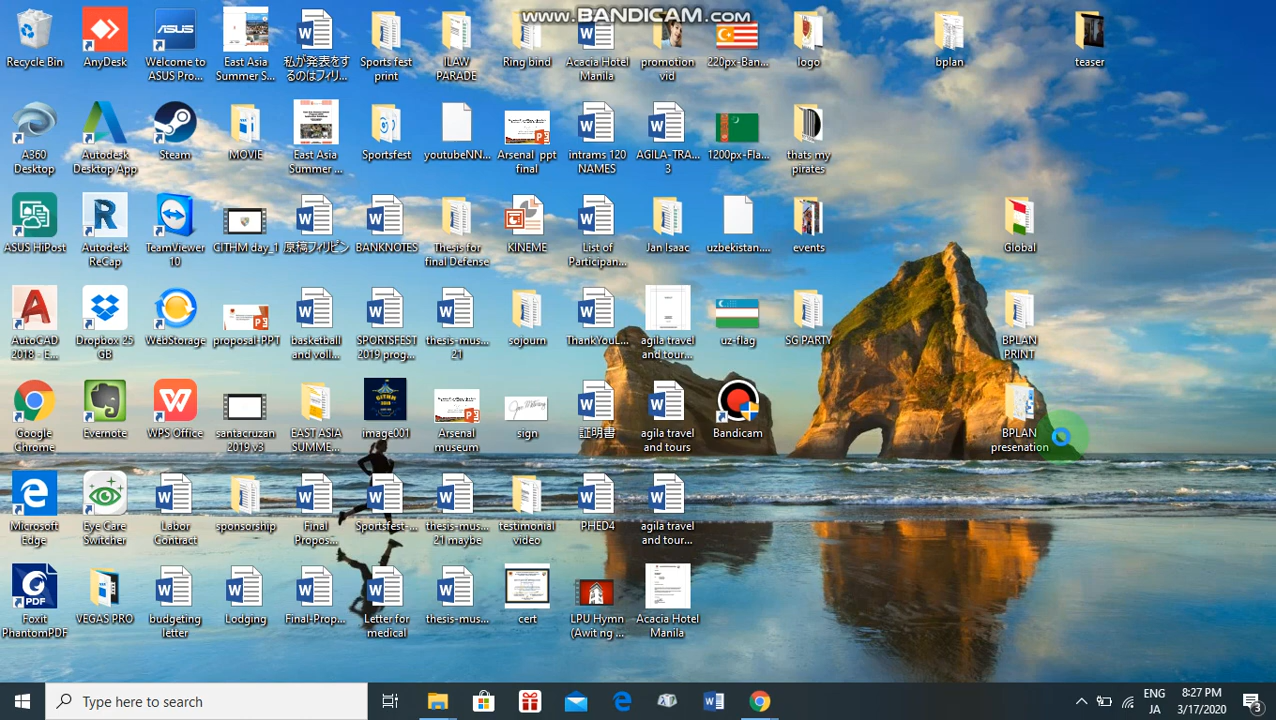 www.BANDICAM.com
Recycle Bin
AnyDesk
ASUS
Welcome to
ASUS Pro...
East Asia
Summer S...
私が発表をす
るのはフィリ...
Sports fest
print
ILAW
PARADE
Ring bind
Acacia Hotel
Manila
promotion
vid
220px-Ban...
logo
bplan
teaser
A360
Desktop
Autodesk
Desktop App
Steam
MOVIE
East Asia
Summer ...
Sportsfest
youtubeNN...
Arsenal ppt
final
intrams 120
NAMES
AGILA-TRA...
3
1200px-Fla...
thats my
pirates
ASUS HiPost
Autodesk
ReCap
TeamViewer
10
CITHM day_1
原稿フィリピン
BANKNOTES
Thesis for
final Defense
KINEME
List of
Participan...
Jan Isaac
uzbekistan....
events
Global
AutoCAD
2018 - E...
Dropbox 25
GB
WebStorage
proposal-PPT
basketball
and volli...
SPORTSFEST
2019 prog...
thesis-mus...
21
sojourn
ThankYouL...
agila travel
and tour...
uz-flag
SG PARTY
BPLAN
PRINT
Google
Chrome
Evernote
WPS Office
santacruzan
2019 v3
EAST ASIA
SUMME...
image001
Arsenal
museum
sign
証明書
agila travel
and tours
Bandicam
BPLAN
presenation
Microsoft
Edge
Eye Care
Switcher
Labor
Contract
sponsorship
Final
Propos...
Sportsfest-...
thesis-mus...
21 maybe
testimonial
video
PHED4
agila travel
and tour...
PDF
Foxit
PhantomPDF
VEGAS PRO
budgeting
letter
Lodging
Final-Prop...
Letter for
medical
thesis-mus...
cert
LPU Hymn
(Awit ng ...
Acacia Hotel
Manila
Type here to search
ENG
JA
:27 PM
3/17/2020
3